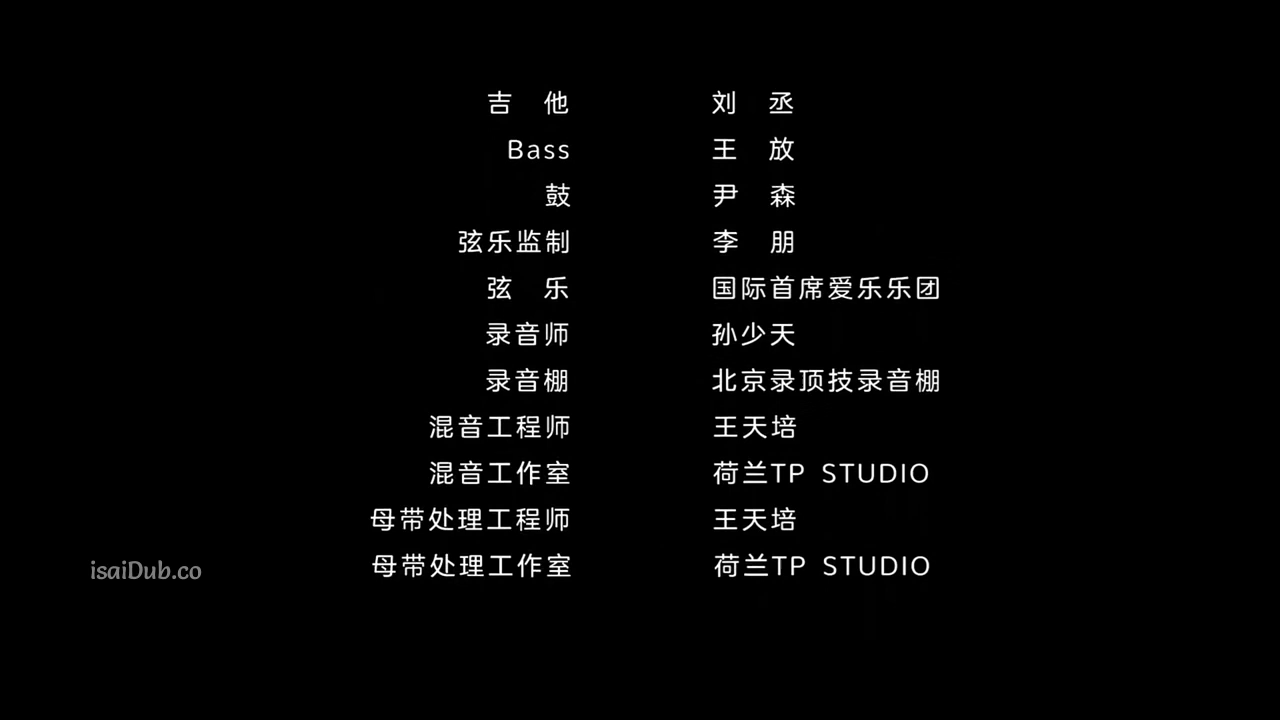 吉 他 刘 丞
Bass 王 放
鼓 尹 森
弦乐监制 李 朋
弦 乐 国际首席爱乐乐团
录音师 孙少天
录音棚 北京录顶技录音棚
混音工程师 王天培
混音工作室 荷兰TP STUDIO
母带处理工程师 王天培
母带处理工作室 荷兰TP STUDIO
isaiDub.co